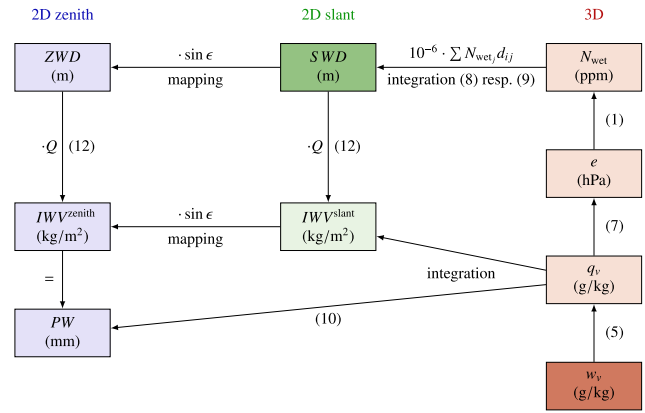 2D zenith
2D slant
3D
ZWD
(m)
· sin ϵ
mapping
SWD
(m)
10⁻⁶ · ∑ N_wet_j d_ij
integration (8) resp. (9)
N_wet
(ppm)
(1)
·Q (12)
·Q (12)
e
(hPa)
(7)
IWV^zenith
(kg/m²)
· sin ϵ
mapping
IWV^slant
(kg/m²)
integration
q_v
(g/kg)
=
PW
(mm)
(10)
(5)
w_v
(g/kg)